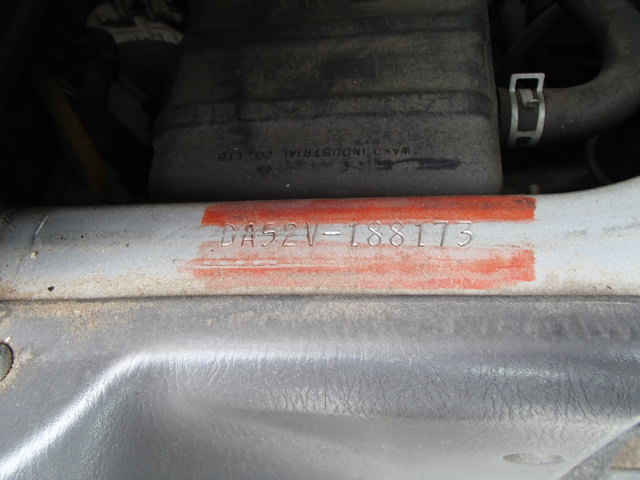 WAKO INDUSTRIAL CO., LTD.
DA52V-188173